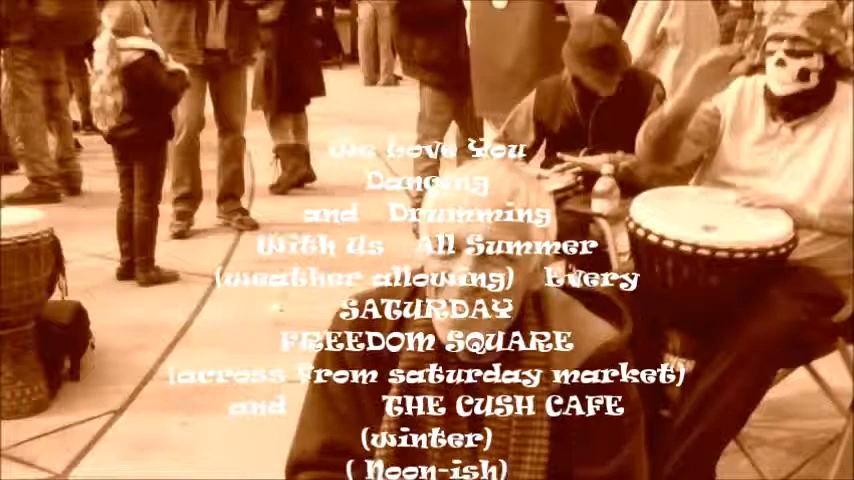 We Love You
Dancing
and Drumming
With Us All Summer
(weather allowing) Every
SATURDAY
FREEDOM SQUARE
(across from saturday market)
and THE CUSH CAFE
(winter)
( Noon-ish)